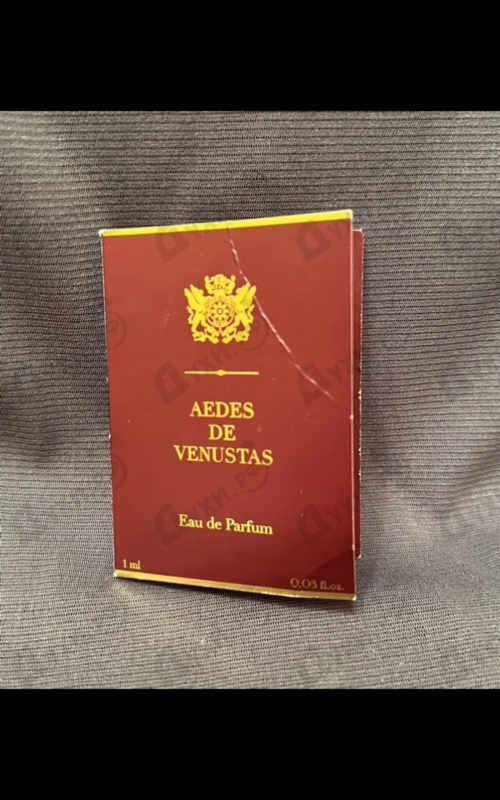 AEDES
DE
VENUSTAS
Eau de Parfum
1 ml
0.03 fl.oz.